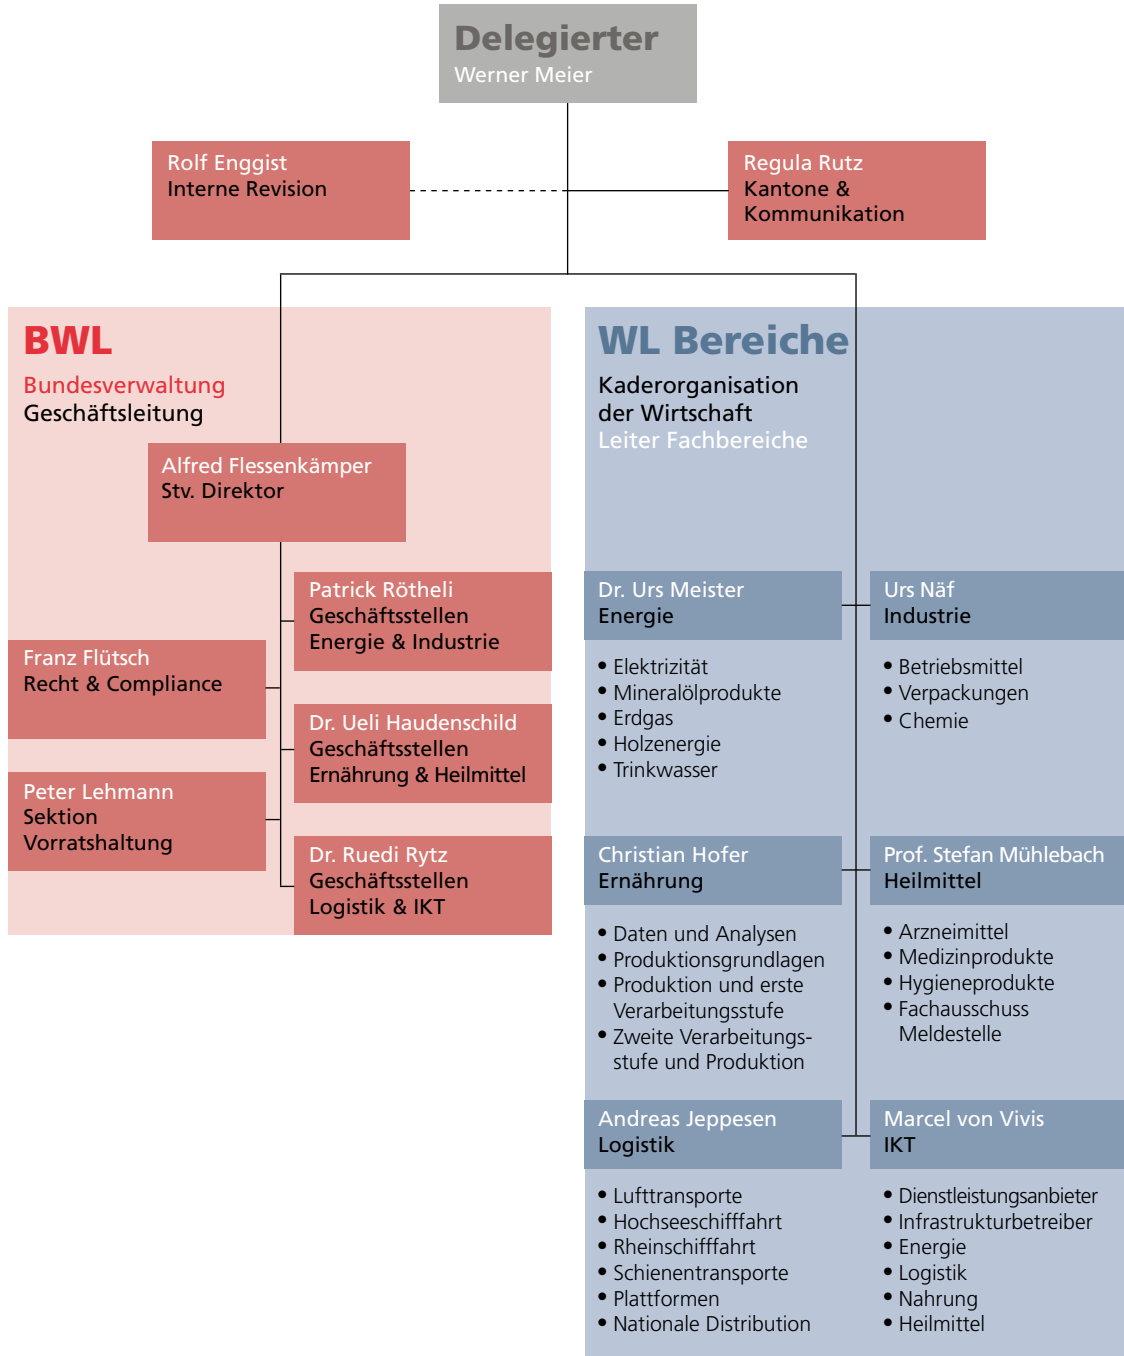 Delegierter
Werner Meier
Rolf Enggist
Interne Revision
Regula Rutz
Kantone &
Kommunikation
BWL
Bundesverwaltung
Geschäftsleitung
Alfred Flessenkämper
Stv. Direktor
Patrick Rötheli
Geschäftsstellen
Energie & Industrie
Franz Flütsch
Recht & Compliance
Dr. Ueli Haudenschild
Geschäftsstellen
Ernährung & Heilmittel
Peter Lehmann
Sektion
Vorratshaltung
Dr. Ruedi Rytz
Geschäftsstellen
Logistik & IKT
WL Bereiche
Kaderorganisation
der Wirtschaft
Leiter Fachbereiche
Dr. Urs Meister
Energie
• Elektrizität
• Mineralölprodukte
• Erdgas
• Holzenergie
• Trinkwasser
Urs Näf
Industrie
• Betriebsmittel
• Verpackungen
• Chemie
Christian Hofer
Ernährung
• Daten und Analysen
• Produktionsgrundlagen
• Produktion und erste
Verarbeitungsstufe
• Zweite Verarbeitungs-
stufe und Produktion
Prof. Stefan Mühlebach
Heilmittel
• Arzneimittel
• Medizinprodukte
• Hygieneprodukte
• Fachausschuss
Meldestelle
Andreas Jeppesen
Logistik
• Lufttransporte
• Hochseeschifffahrt
• Rheinschifffahrt
• Schienentransporte
• Plattformen
• Nationale Distribution
Marcel von Vivis
IKT
• Dienstleistungsanbieter
• Infrastrukturbetreiber
• Energie
• Logistik
• Nahrung
• Heilmittel